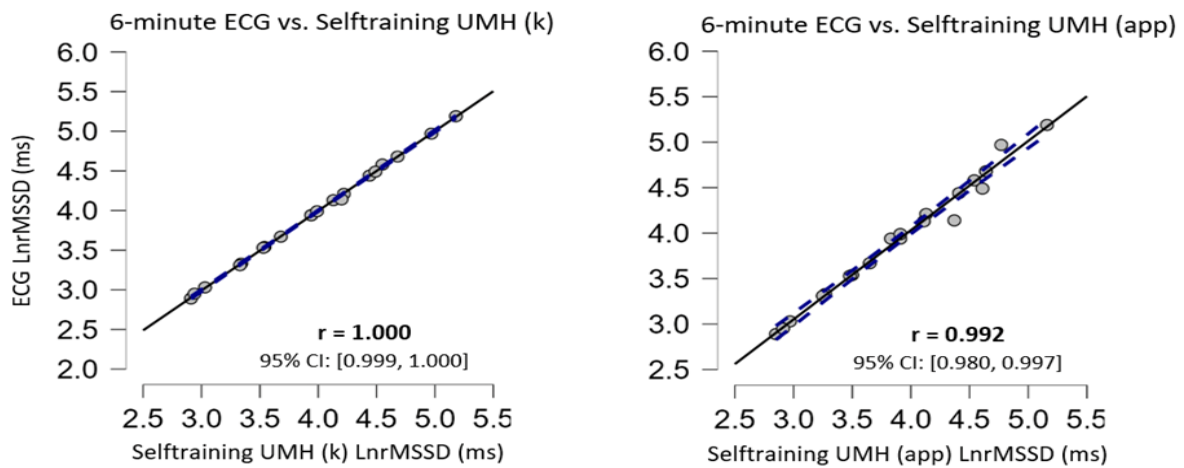 6-minute ECG vs. Selftraining UMH (k)
6.0
5.5
5.0
4.5
4.0
3.5
3.0
2.5
2.0
ECG LnrMSSD (ms)
r = 1.000
95% CI: [0.999, 1.000]
2.5 3.0 3.5 4.0 4.5 5.0 5.5
Selftraining UMH (k) LnrMSSD (ms)
6-minute ECG vs. Selftraining UMH (app)
6.0
5.5
5.0
4.5
4.0
3.5
3.0
2.5
r = 0.992
95% CI: [0.980, 0.997]
2.5 3.0 3.5 4.0 4.5 5.0 5.5
Selftraining UMH (app) LnrMSSD (ms)